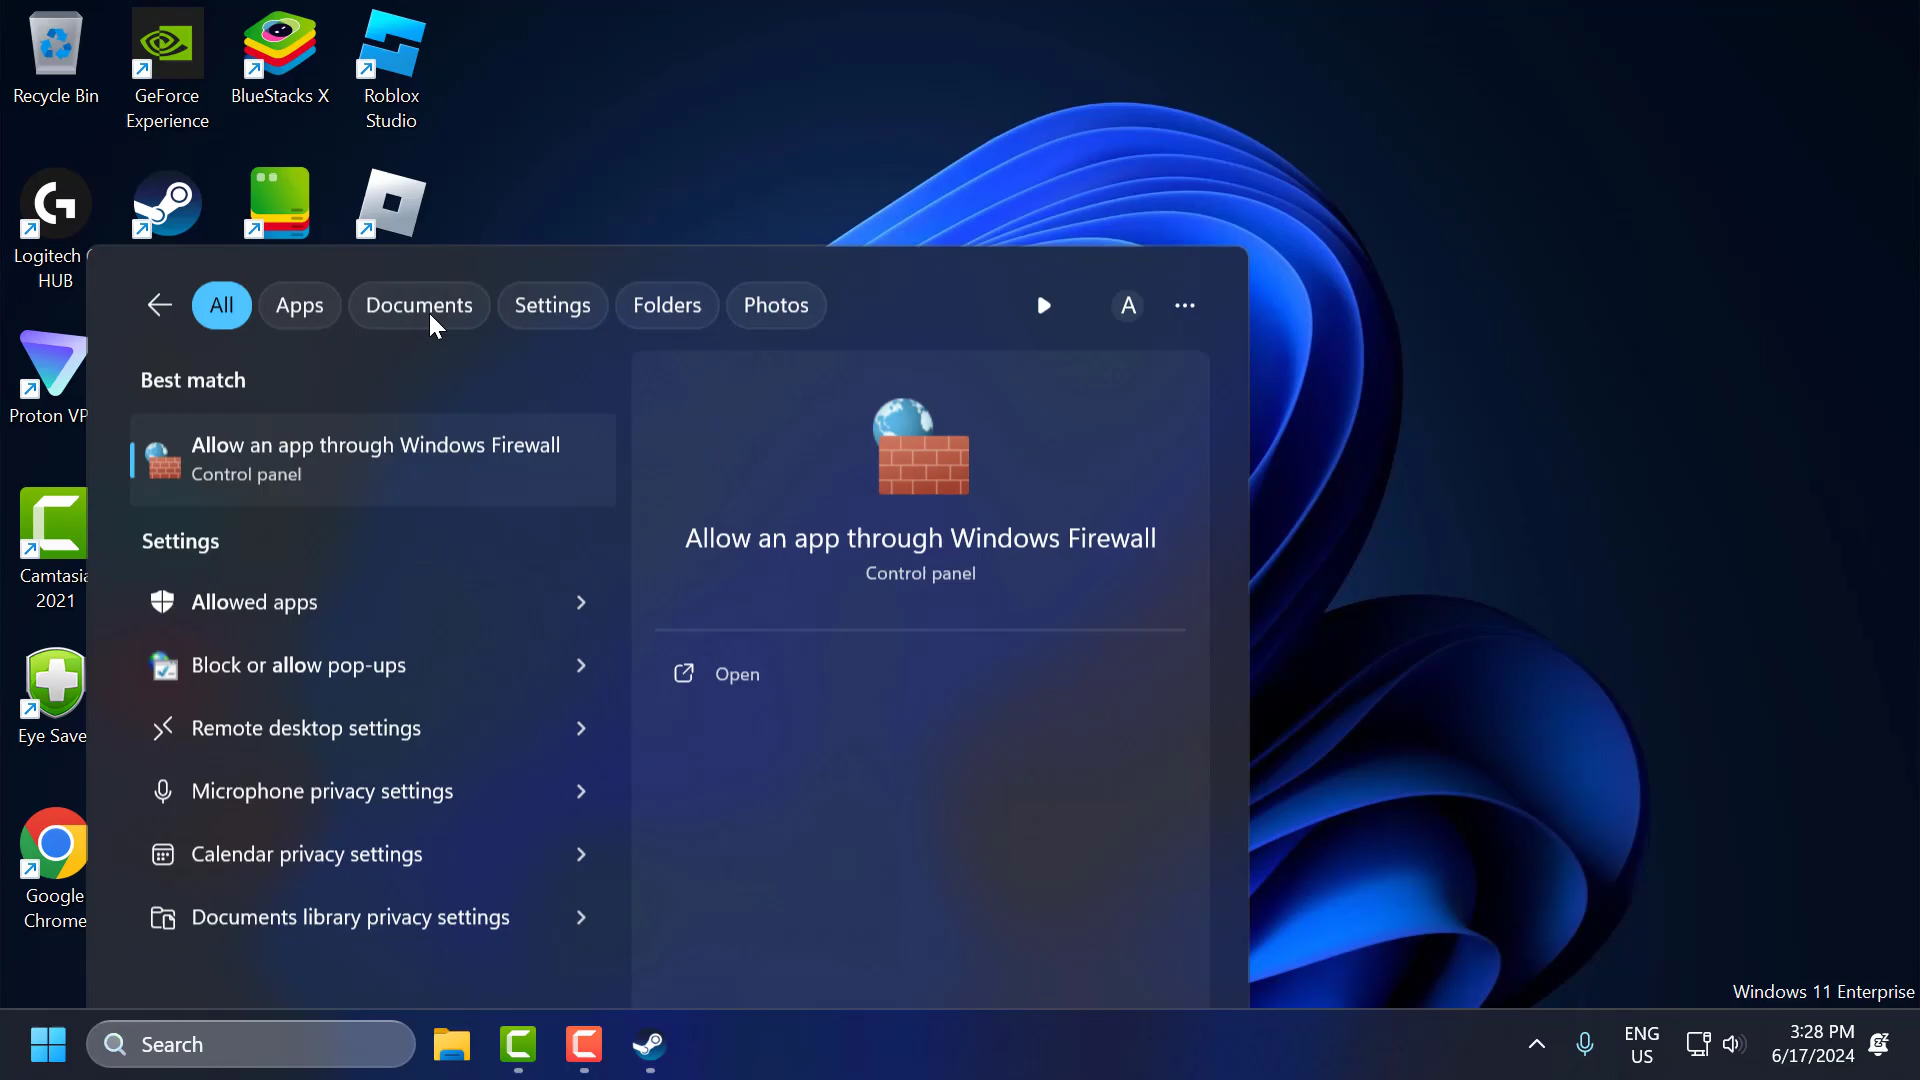 Recycle Bin
GeForce
Experience
BlueStacks X
Roblox
Studio
Logitech
HUB
All
Apps
Documents
Settings
Folders
Photos
A
Best match
Allow an app through Windows Firewall
Control panel
Settings
Allowed apps
Block or allow pop-ups
Remote desktop settings
Microphone privacy settings
Calendar privacy settings
Documents library privacy settings
Allow an app through Windows Firewall
Control panel
Open
Proton VP
Camtasia
2021
Eye Save
Google
Chrome
Windows 11 Enterprise
Search
ENG
US
3:28 PM
6/17/2024